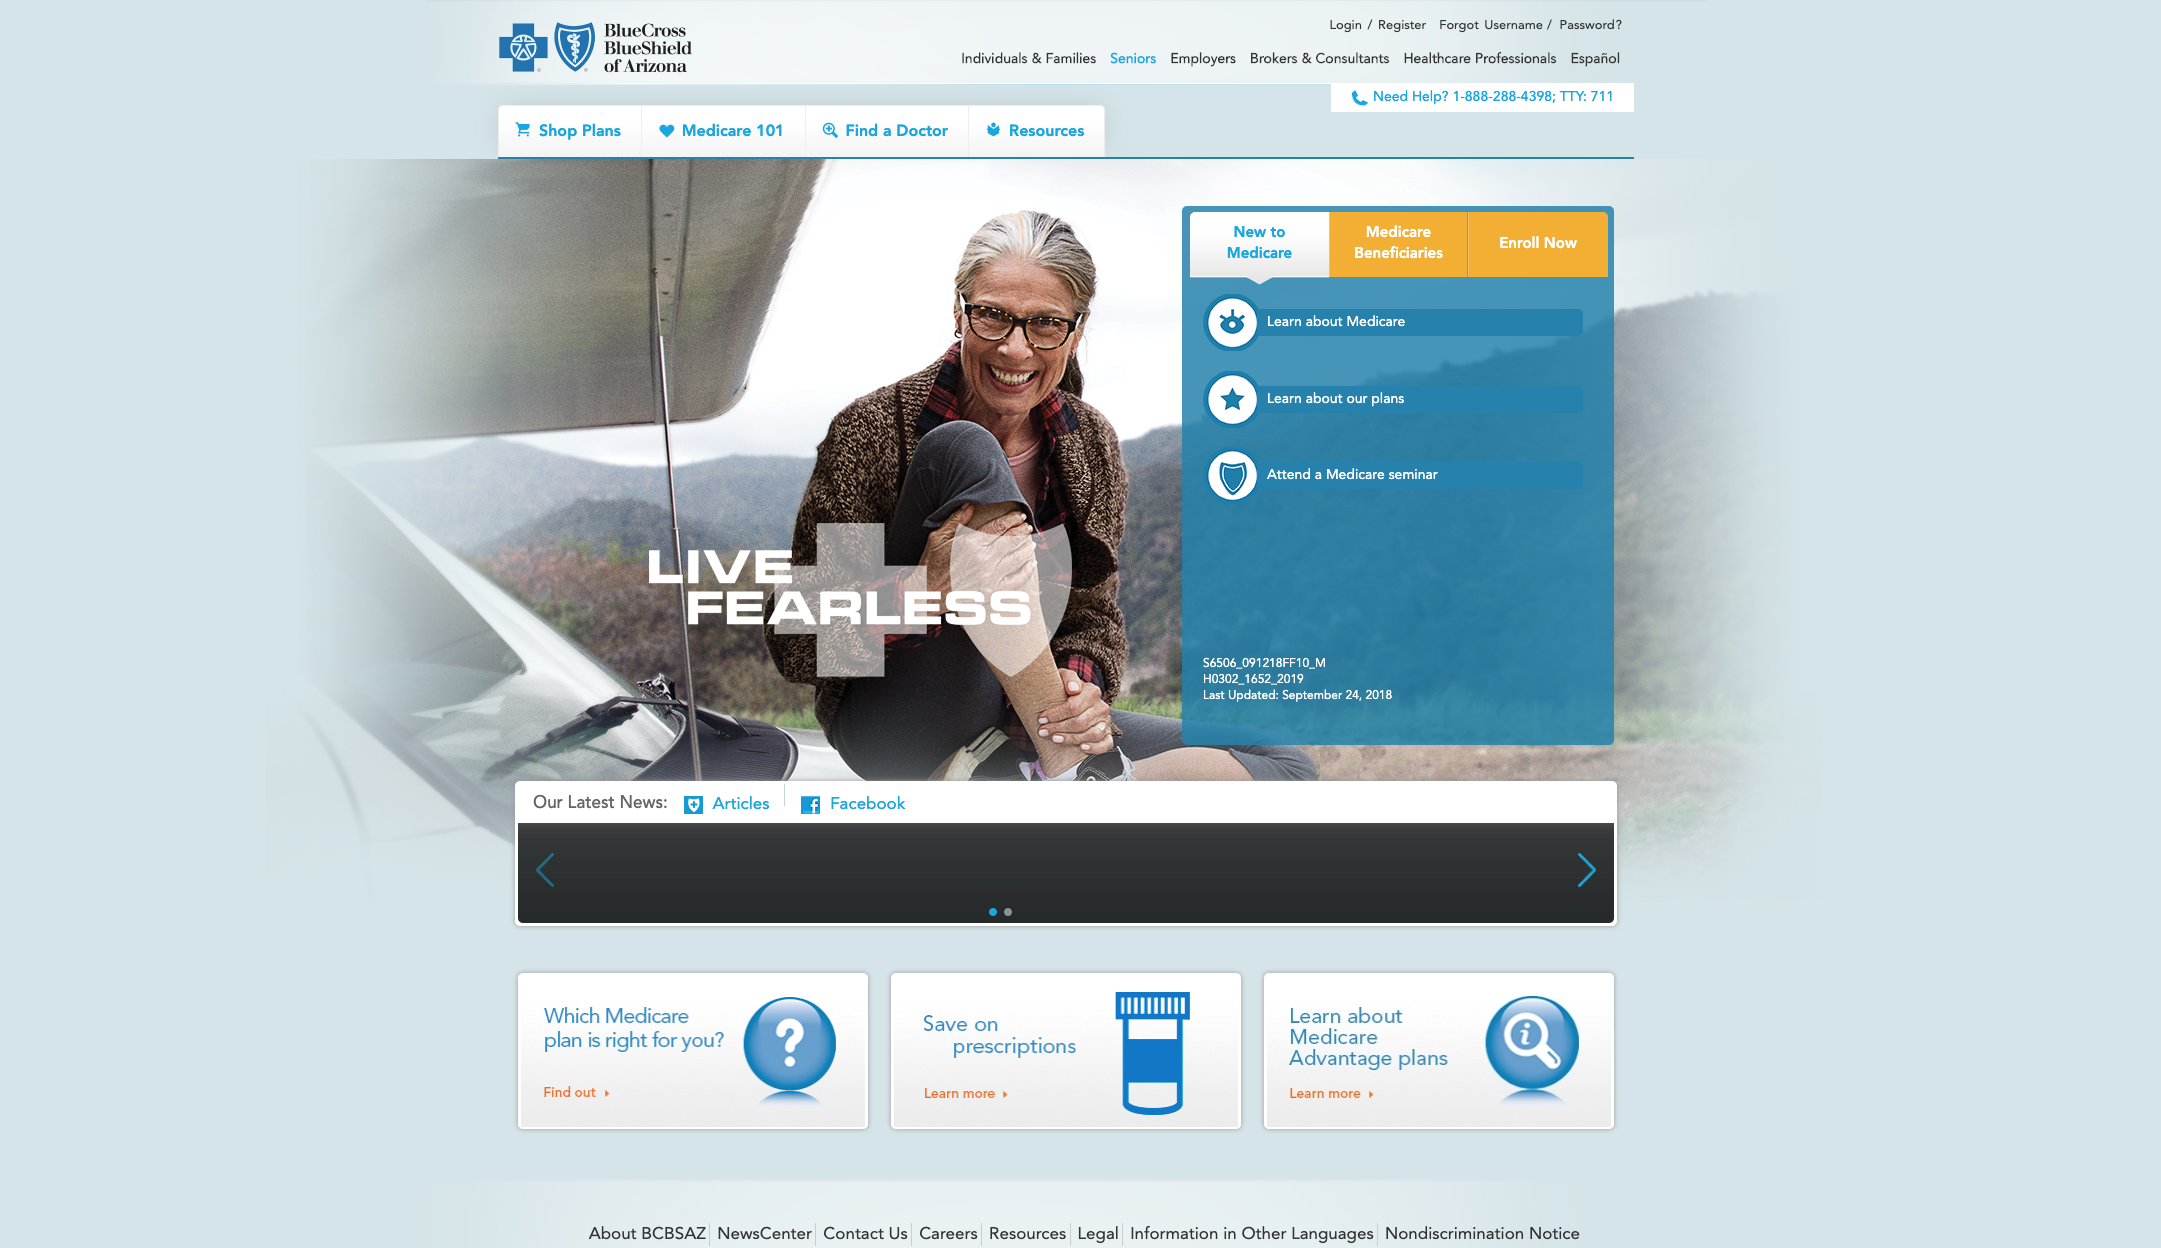 BlueCross
BlueShield
of Arizona
Login / Register Forgot Username / Password?
Individuals & Families Seniors Employers Brokers & Consultants Healthcare Professionals Español
Need Help? 1-888-288-4398; TTY: 711
Shop Plans Medicare 101 Find a Doctor Resources
New to
Medicare
Medicare
Beneficiaries
Enroll Now
Learn about Medicare
Learn about our plans
Attend a Medicare seminar
LIVE
FEARLESS
S6506_091218FF10_M
H0302_1652_2019
Last Updated: September 24, 2018
Our Latest News: Articles Facebook
Which Medicare
plan is right for you?
Find out
Save on
prescriptions
Learn more
Learn about
Medicare
Advantage plans
Learn more
About BCBSAZ NewsCenter Contact Us Careers Resources Legal Information in Other Languages Nondiscrimination Notice